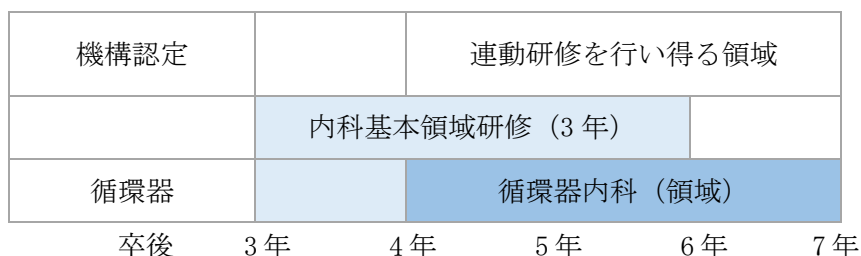 機構認定 連動研修を行い得る領域
内科基本領域研修（3 年）
循環器 循環器内科（領域）
卒後 3 年 4 年 5 年 6 年 7 年